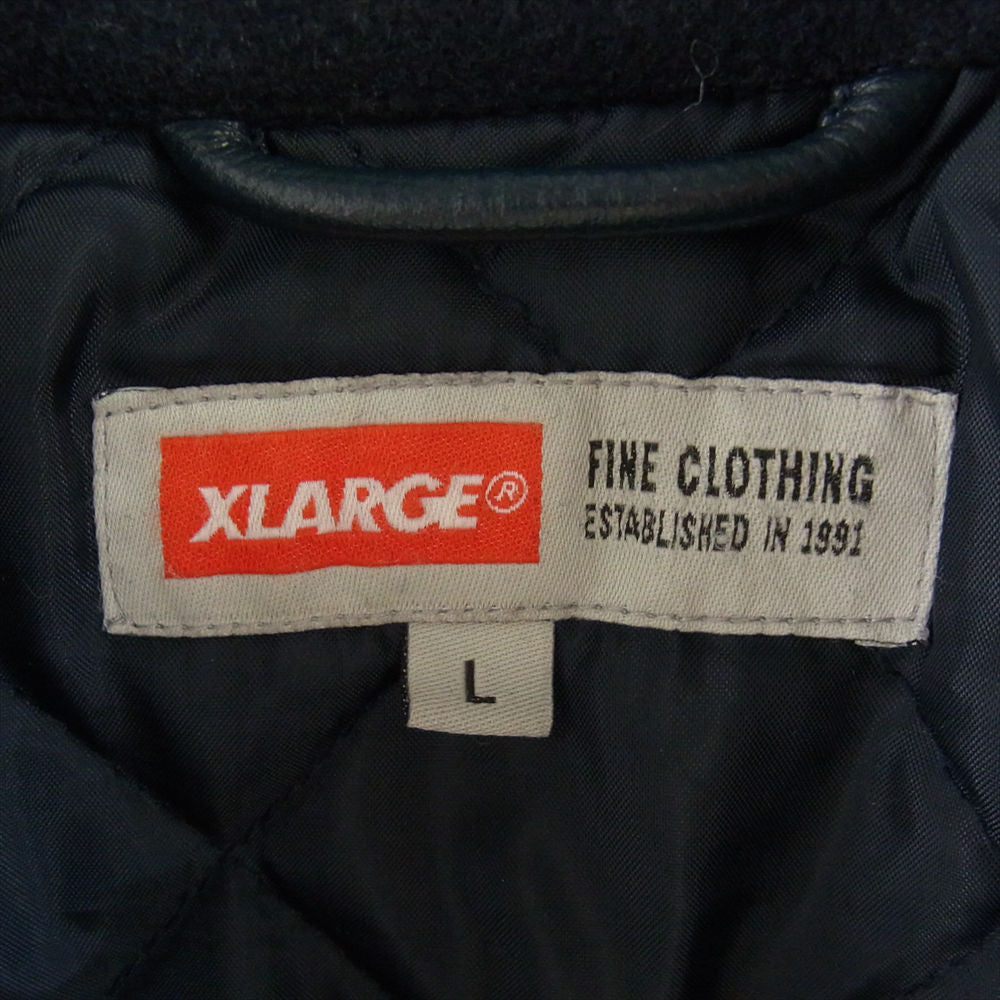 XLARGE®
FINE CLOTHING
ESTABLISHED IN 1991
L